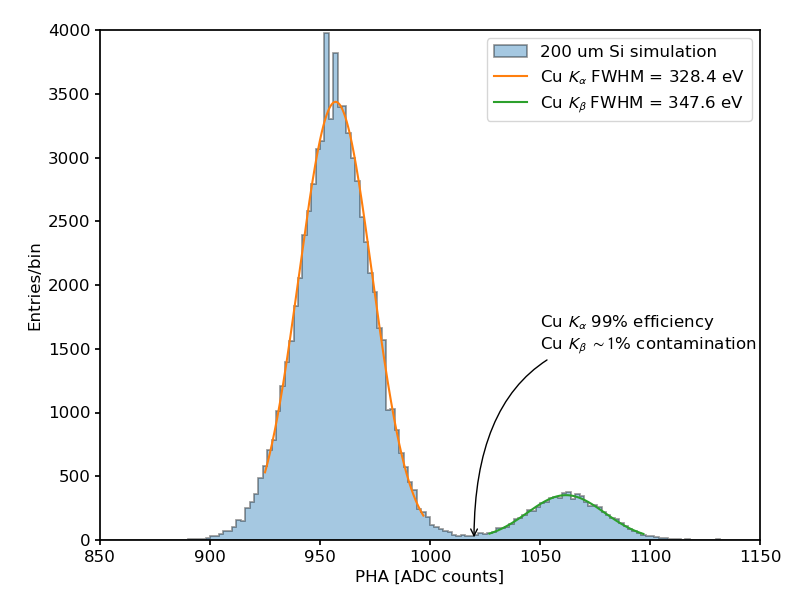 4000
3500
3000
2500
2000
1500
1000
500
0
Entries/bin
200 um Si simulation
Cu Kα FWHM = 328.4 eV
Cu Kβ FWHM = 347.6 eV
Cu Kα 99% efficiency
Cu Kβ ~1% contamination
850 900 950 1000 1050 1100 1150
PHA [ADC counts]